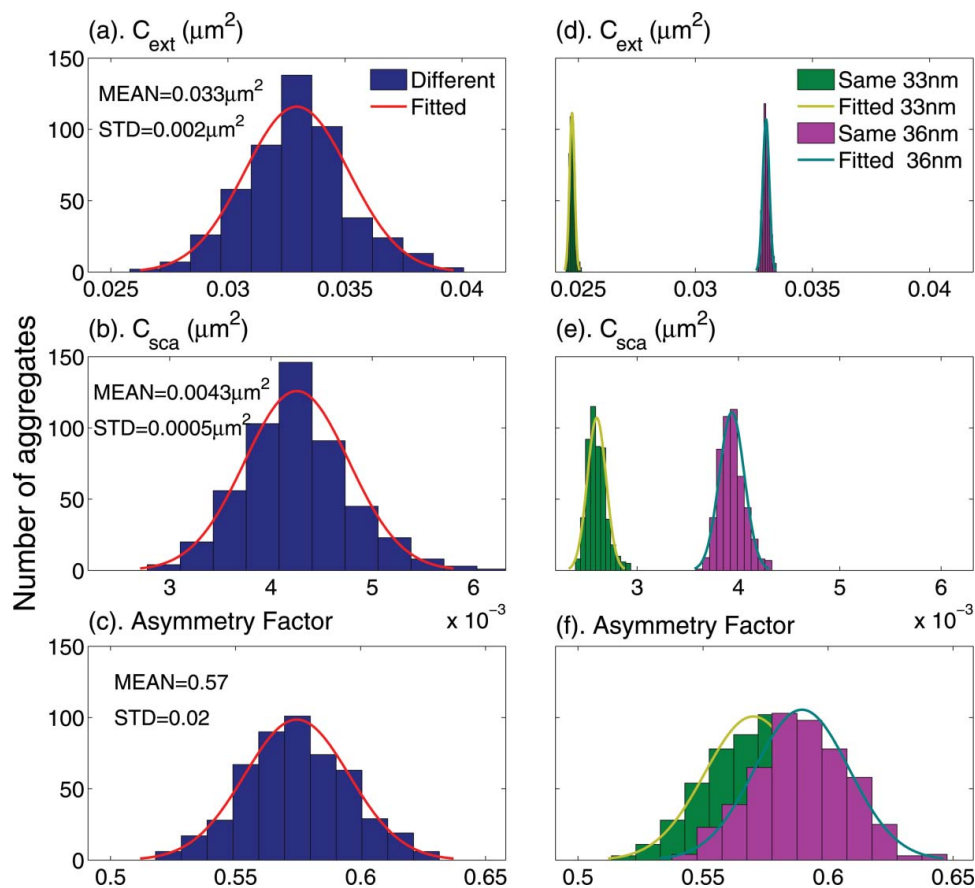 (a). C_ext (μm²)
MEAN=0.033μm²
STD=0.002μm²
Different
Fitted
150
100
50
0
0.025 0.03 0.035 0.04
(d). C_ext (μm²)
Same 33nm
Fitted 33nm
Same 36nm
Fitted 36nm
0.025 0.03 0.035 0.04
Number of aggregates
(b). C_sca (μm²)
MEAN=0.0043μm²
STD=0.0005μm²
150
100
50
0
3 4 5 6
x 10⁻³
(e). C_sca (μm²)
3 4 5 6
x 10⁻³
(c). Asymmetry Factor
MEAN=0.57
STD=0.02
150
100
50
0
0.5 0.55 0.6 0.65
(f). Asymmetry Factor
0.5 0.55 0.6 0.65